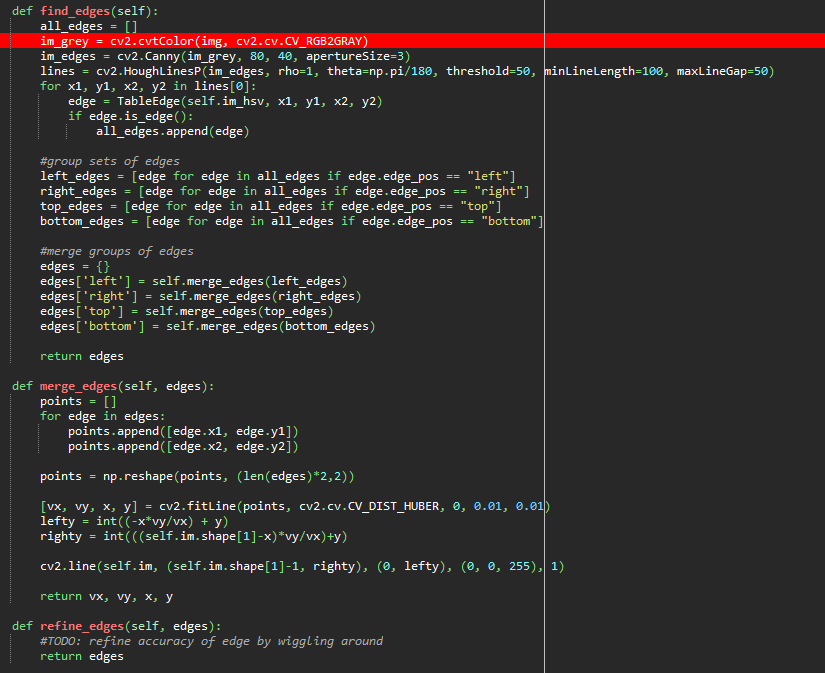 def find_edges(self):
    all_edges = []
    im_grey = cv2.cvtColor(img, cv2.cv.CV_RGB2GRAY)
    im_edges = cv2.Canny(im_grey, 80, 40, apertureSize=3)
    lines = cv2.HoughLinesP(im_edges, rho=1, theta=np.pi/180, threshold=50, minLineLength=100, maxLineGap=50)
    for x1, y1, x2, y2 in lines[0]:
        edge = TableEdge(self.im_hsv, x1, y1, x2, y2)
        if edge.is_edge():
            all_edges.append(edge)

    #group sets of edges
    left_edges = [edge for edge in all_edges if edge.edge_pos == "left"]
    right_edges = [edge for edge in all_edges if edge.edge_pos == "right"]
    top_edges = [edge for edge in all_edges if edge.edge_pos == "top"]
    bottom_edges = [edge for edge in all_edges if edge.edge_pos == "bottom"]

    #merge groups of edges
    edges = {}
    edges['left'] = self.merge_edges(left_edges)
    edges['right'] = self.merge_edges(right_edges)
    edges['top'] = self.merge_edges(top_edges)
    edges['bottom'] = self.merge_edges(bottom_edges)

    return edges

def merge_edges(self, edges):
    points = []
    for edge in edges:
        points.append([edge.x1, edge.y1])
        points.append([edge.x2, edge.y2])

    points = np.reshape(points, (len(edges)*2,2))

    [vx, vy, x, y] = cv2.fitLine(points, cv2.cv.CV_DIST_HUBER, 0, 0.01, 0.01)
    lefty = int((-x*vy/vx) + y)
    righty = int(((self.im.shape[1]-x)*vy/vx)+y)

    cv2.line(self.im, (self.im.shape[1]-1, righty), (0, lefty), (0, 0, 255), 1)

    return vx, vy, x, y

def refine_edges(self, edges):
    #TODO: refine accuracy of edge by wiggling around
    return edges